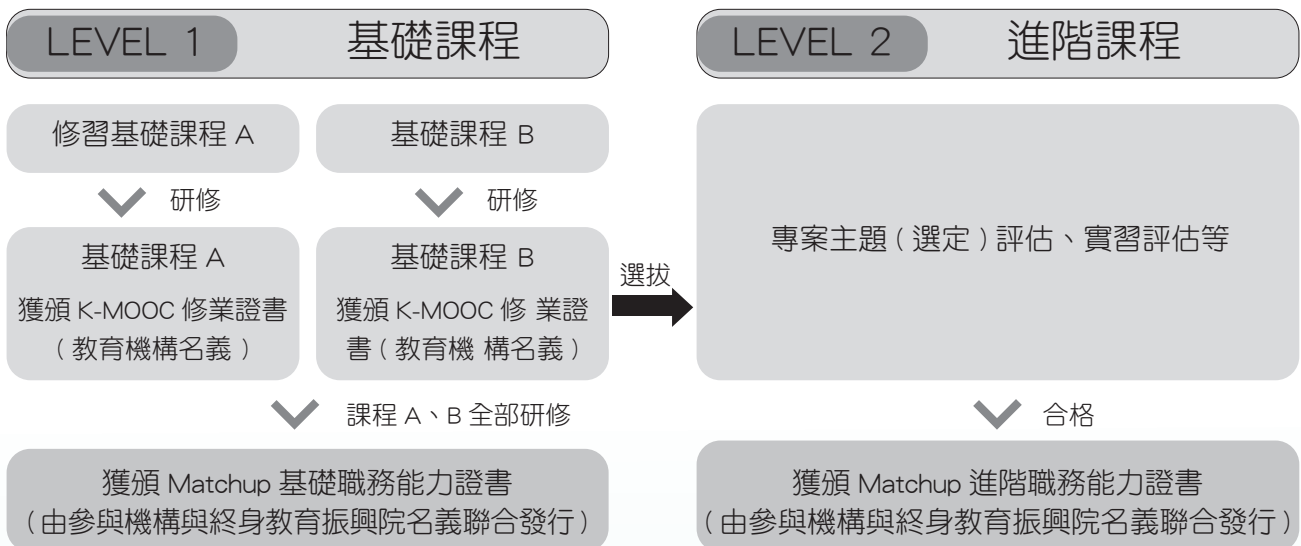 LEVEL 1 基礎課程
修習基礎課程 A
基礎課程 B
研修
研修
基礎課程 A
獲頒 K-MOOC 修業證書
（教育機構名義）
基礎課程 B
獲頒 K-MOOC 修 業證
書（教育機 構名義）
課程 A、B 全部研修
獲頒 Matchup 基礎職務能力證書
（由參與機構與終身教育振興院名義聯合發行）
選拔
LEVEL 2 進階課程
專案主題（選定）評估、實習評估等
合格
獲頒 Matchup 進階職務能力證書
（由參與機構與終身教育振興院名義聯合發行）